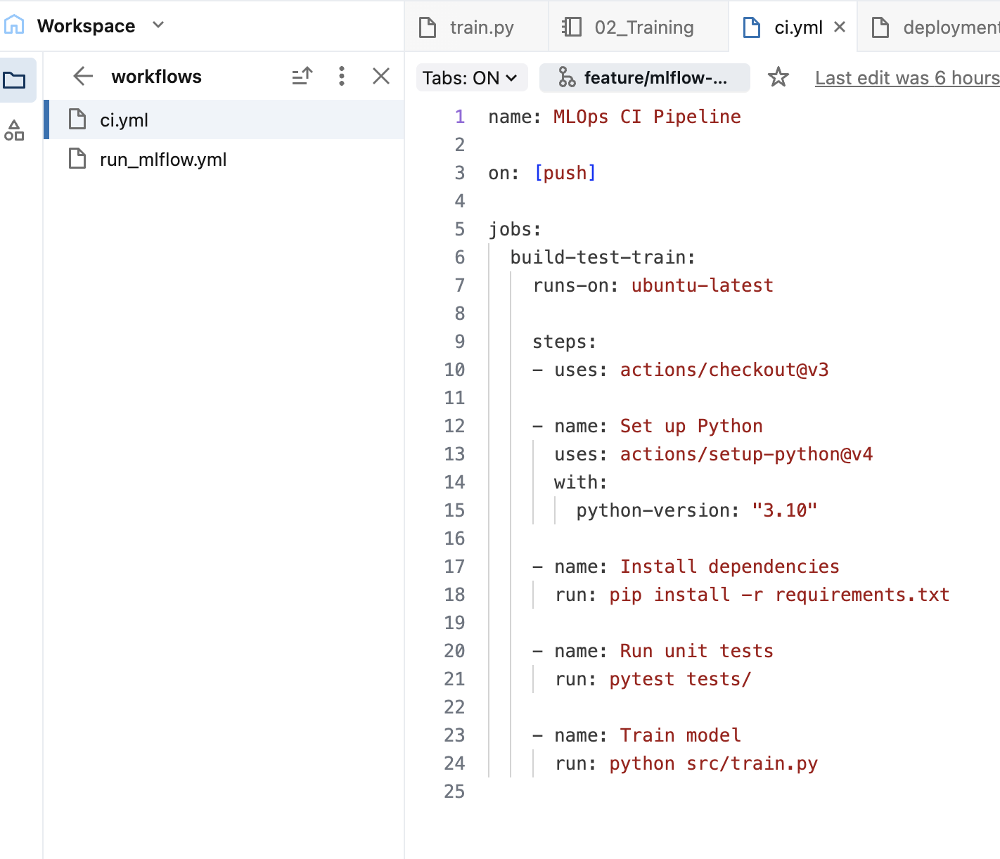 Workspace
train.py
02_Training
ci.yml
deployment
workflows
Tabs: ON
feature/mlflow-...
Last edit was 6 hours
ci.yml
run_mlflow.yml
1 name: MLOps CI Pipeline
2
3 on: [push]
4
5 jobs:
6 build-test-train:
7 runs-on: ubuntu-latest
8
9 steps:
10 - uses: actions/checkout@v3
11
12 - name: Set up Python
13 uses: actions/setup-python@v4
14 with:
15 python-version: "3.10"
16
17 - name: Install dependencies
18 run: pip install -r requirements.txt
19
20 - name: Run unit tests
21 run: pytest tests/
22
23 - name: Train model
24 run: python src/train.py
25